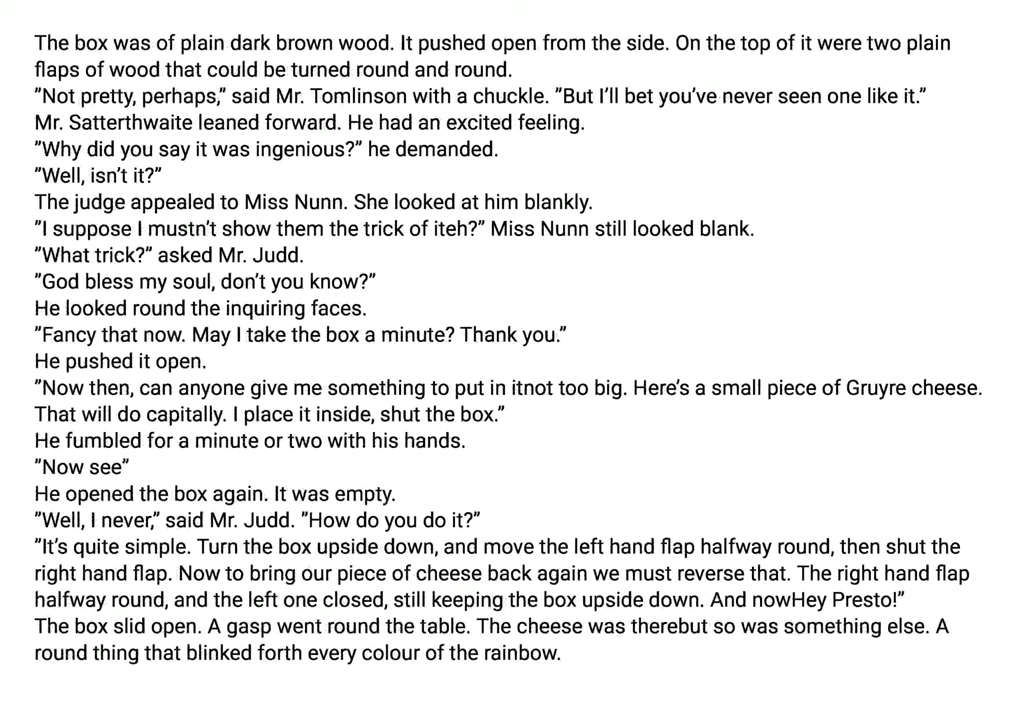 The box was of plain dark brown wood. It pushed open from the side. On the top of it were two plain
flaps of wood that could be turned round and round.
"Not pretty, perhaps," said Mr. Tomlinson with a chuckle. "But I'll bet you've never seen one like it."
Mr. Satterthwaite leaned forward. He had an excited feeling.
"Why did you say it was ingenious?" he demanded.
"Well, isn't it?"
The judge appealed to Miss Nunn. She looked at him blankly.
"I suppose I mustn't show them the trick of iteh?" Miss Nunn still looked blank.
"What trick?" asked Mr. Judd.
"God bless my soul, don't you know?"
He looked round the inquiring faces.
"Fancy that now. May I take the box a minute? Thank you."
He pushed it open.
"Now then, can anyone give me something to put in itnot too big. Here's a small piece of Gruyre cheese.
That will do capitally. I place it inside, shut the box."
He fumbled for a minute or two with his hands.
"Now see"
He opened the box again. It was empty.
"Well, I never," said Mr. Judd. "How do you do it?"
"It's quite simple. Turn the box upside down, and move the left hand flap halfway round, then shut the
right hand flap. Now to bring our piece of cheese back again we must reverse that. The right hand flap
halfway round, and the left one closed, still keeping the box upside down. And nowHey Presto!"
The box slid open. A gasp went round the table. The cheese was therebut so was something else. A
round thing that blinked forth every colour of the rainbow.